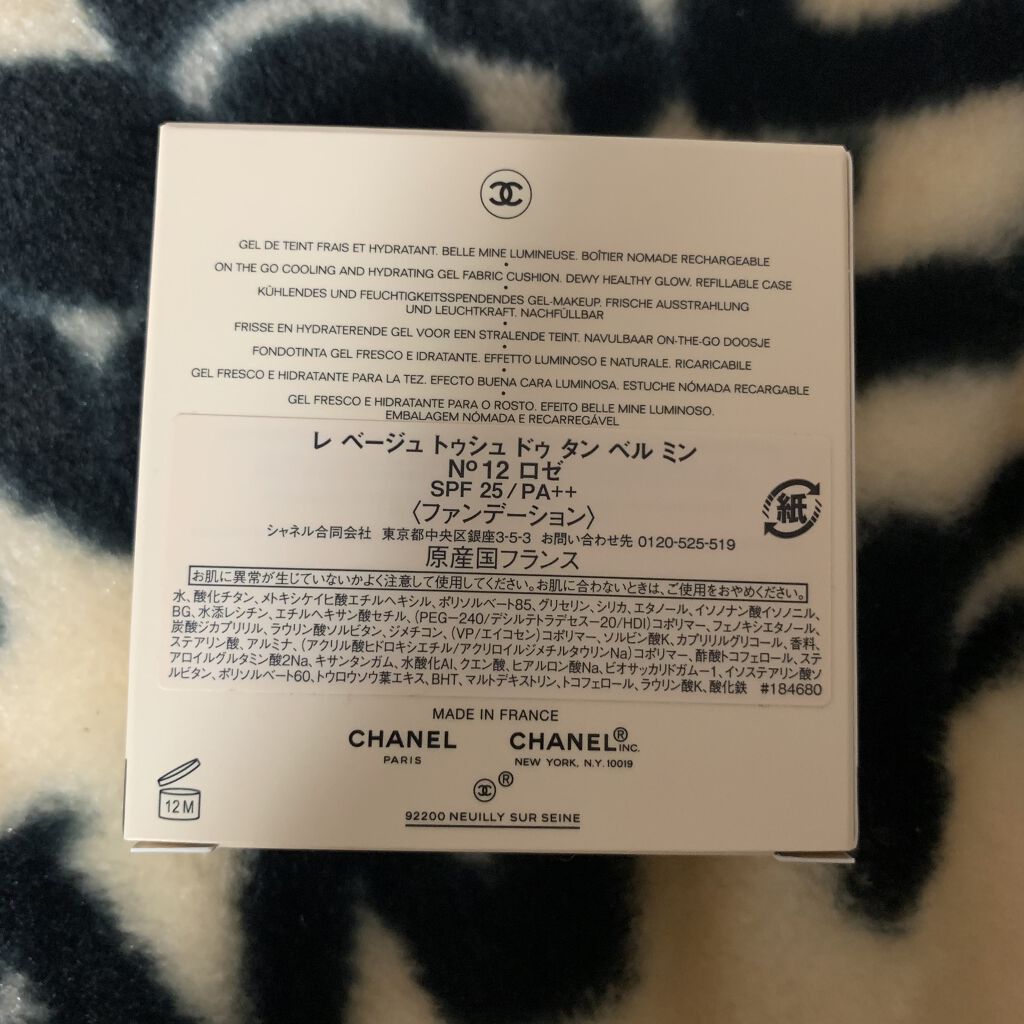 GEL DE TEINT FRAIS ET HYDRATANT. BELLE MINE LUMINEUSE. BOÎTIER NOMADE RECHARGEABLE
ON THE GO COOLING AND HYDRATING GEL FABRIC CUSHION. DEWY HEALTHY GLOW. REFILLABLE CASE
KÜHLENDES UND FEUCHTIGKEITSSPENDENDES GEL-MAKEUP. FRISCHE AUSSTRAHLUNG
UND LEUCHTKRAFT. NACHFÜLLBAR
FRISSE EN HYDRATERENDE GEL VOOR EEN STRALENDE TEINT. NAVULBAAR ON-THE-GO DOOSJE
FONDOTINTA GEL FRESCO E IDRATANTE. EFFETTO LUMINOSO E NATURALE. RICARICABILE
GEL FRESCO E HIDRATANTE PARA LA TEZ. EFECTO BUENA CARA LUMINOSA. ESTUCHE NÓMADA RECARGABLE
GEL FRESCO E HIDRATANTE PARA O ROSTO. EFEITO BELLE MINE LUMINOSO.
EMBALAGEM NÓMADA E RECARREGÁVEL
レ ベージュ トゥシュ ドゥ タン ベル ミン
Nº 12 ロゼ
SPF 25/PA++
〈ファンデーション〉
紙
シャネル合同会社 東京都中央区銀座3-5-3 お問い合わせ先 0120-525-519
原産国フランス
お肌に異常が生じていないかよく注意して使用してください。お肌に合わないときは、ご使用をおやめください。
水、酸化チタン、メトキシケイヒ酸エチルヘキシル、ポリソルベート85、グリセリン、シリカ、エタノール、イソノナン酸イソノニル、
BG、水添レシチン、エチルヘキサン酸セチル、(PEG-240/デシルテトラデセス-20/HDI)コポリマー、フェノキシエタノール、
炭酸ジカプリリル、ラウリン酸ソルビタン、ジメチコン、(VP/エイコセン)コポリマー、ソルビン酸K、カプリリルグリコール、香料、
ステアリン酸、アルミナ、(アクリル酸ヒドロキシエチル/アクリロイルジメチルタウリンNa)コポリマー、酢酸トコフェロール、ステ
アロイルグルタミン酸2Na、キサンタンガム、水酸化Al、クエン酸、ヒアルロン酸Na、ビオサッカリドガム-1、イソステアリン酸ソ
ルビタン、ポリソルベート60、トウロウソウ葉エキス、BHT、マルトデキストリン、トコフェロール、ラウリン酸K、酸化鉄 #184680
MADE IN FRANCE
CHANEL CHANEL® INC.
PARIS NEW YORK, N.Y. 10019
®
12 M
92200 NEUILLY SUR SEINE